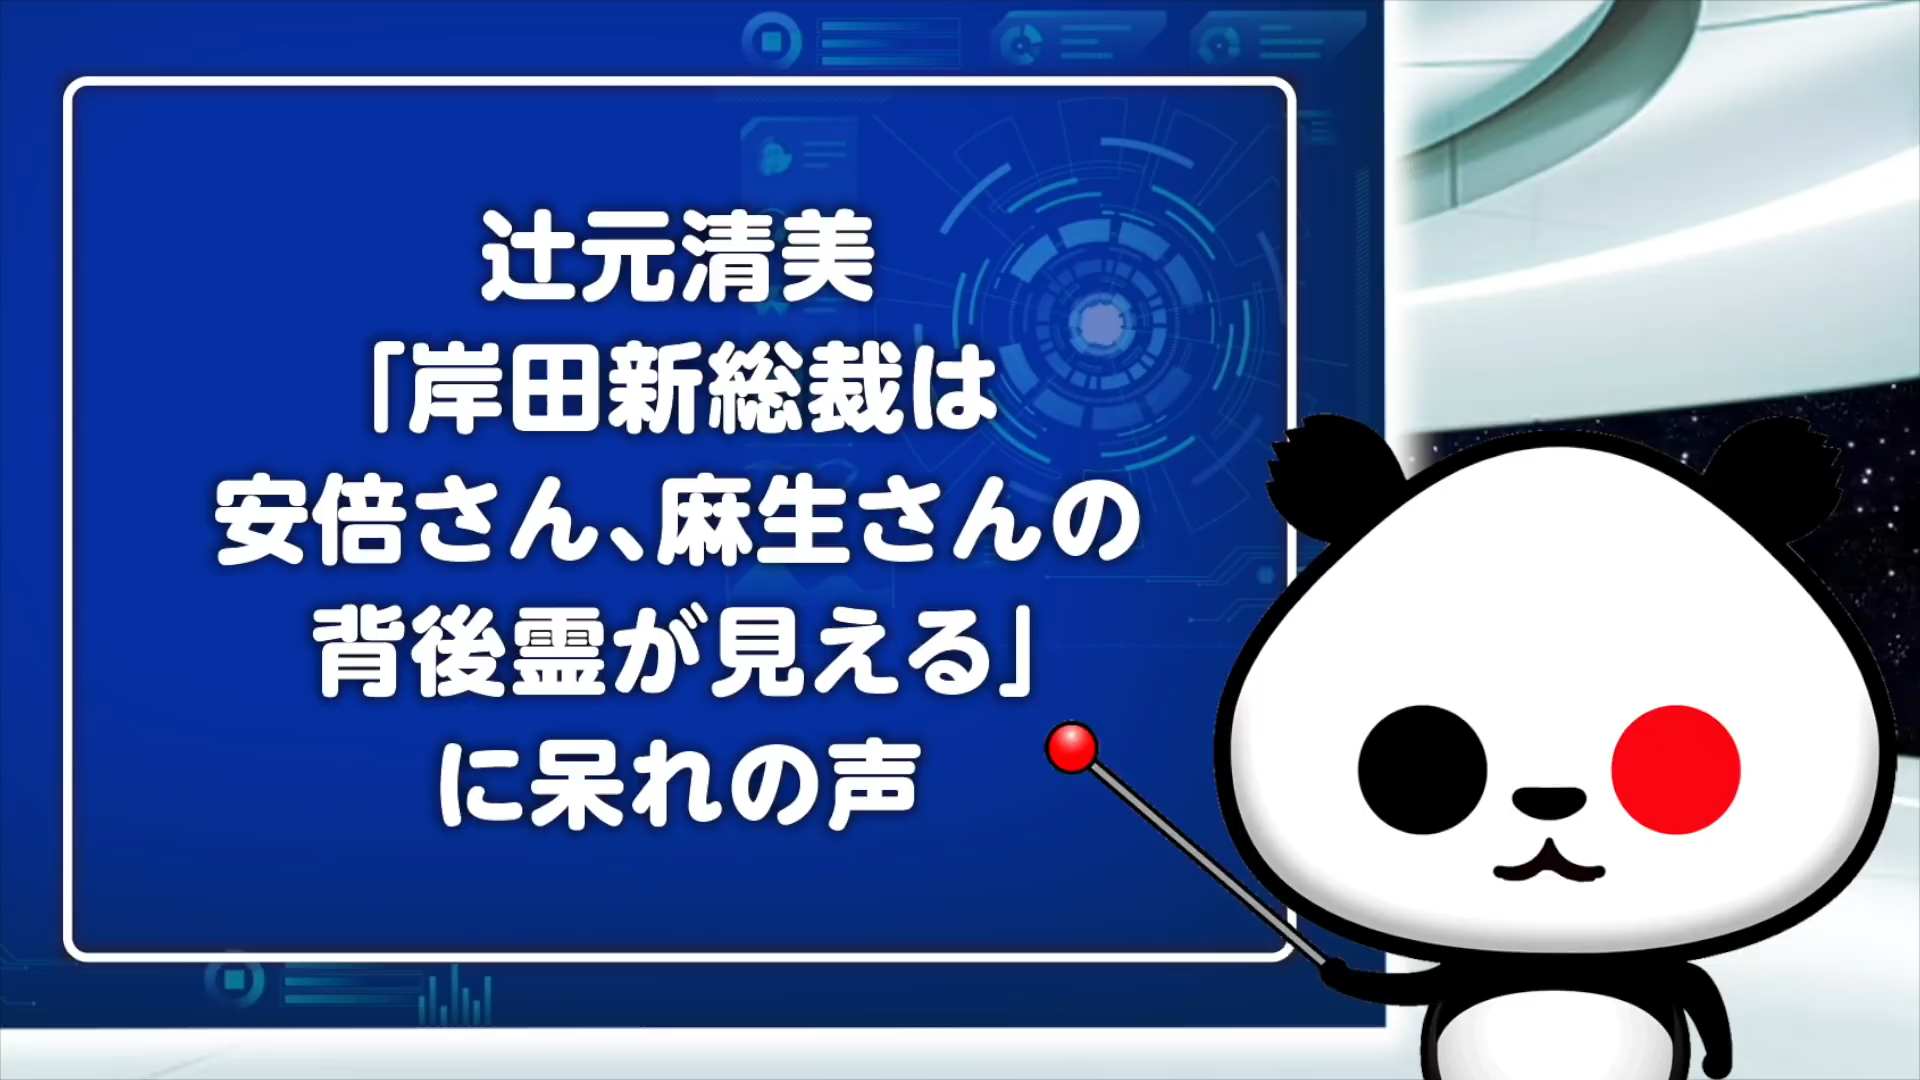 辻元清美
「岸田新総裁は
安倍さん、麻生さんの
背後霊が見える」
に呆れの声